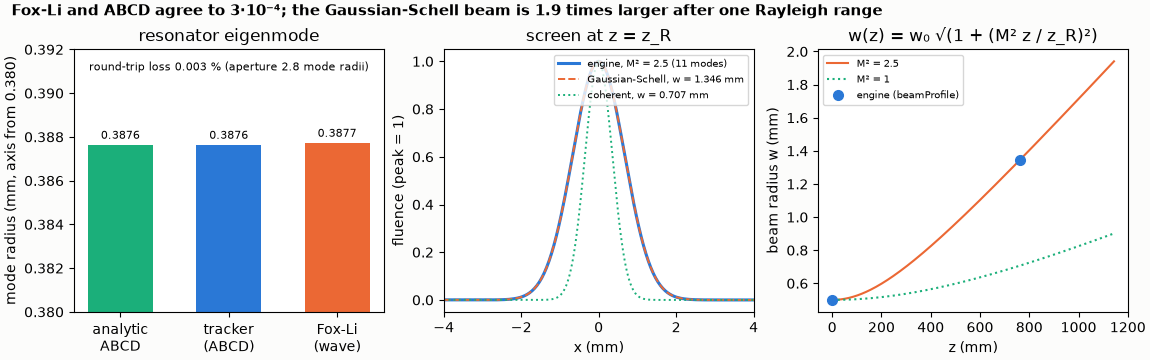 Fox-Li and ABCD agree to 3·10⁻⁴; the Gaussian-Schell beam is 1.9 times larger after one Rayleigh range
resonator eigenmode
mode radius (mm, axis from 0.380)
0.392
0.390
0.388
0.386
0.384
0.382
0.380
round-trip loss 0.003 % (aperture 2.8 mode radii)
0.3876
0.3876
0.3877
analytic
ABCD
tracker
(ABCD)
Fox-Li
(wave)
screen at z = z_R
fluence (peak = 1)
1.0
0.8
0.6
0.4
0.2
0.0
engine, M² = 2.5 (11 modes)
Gaussian-Schell, w = 1.346 mm
coherent, w = 0.707 mm
−4
−2
0
2
4
x (mm)
w(z) = w₀ √(1 + (M² z / z_R)²)
beam radius w (mm)
2.0
1.8
1.6
1.4
1.2
1.0
0.8
0.6
M² = 2.5
M² = 1
engine (beamProfile)
0
200
400
600
800
1000
1200
z (mm)